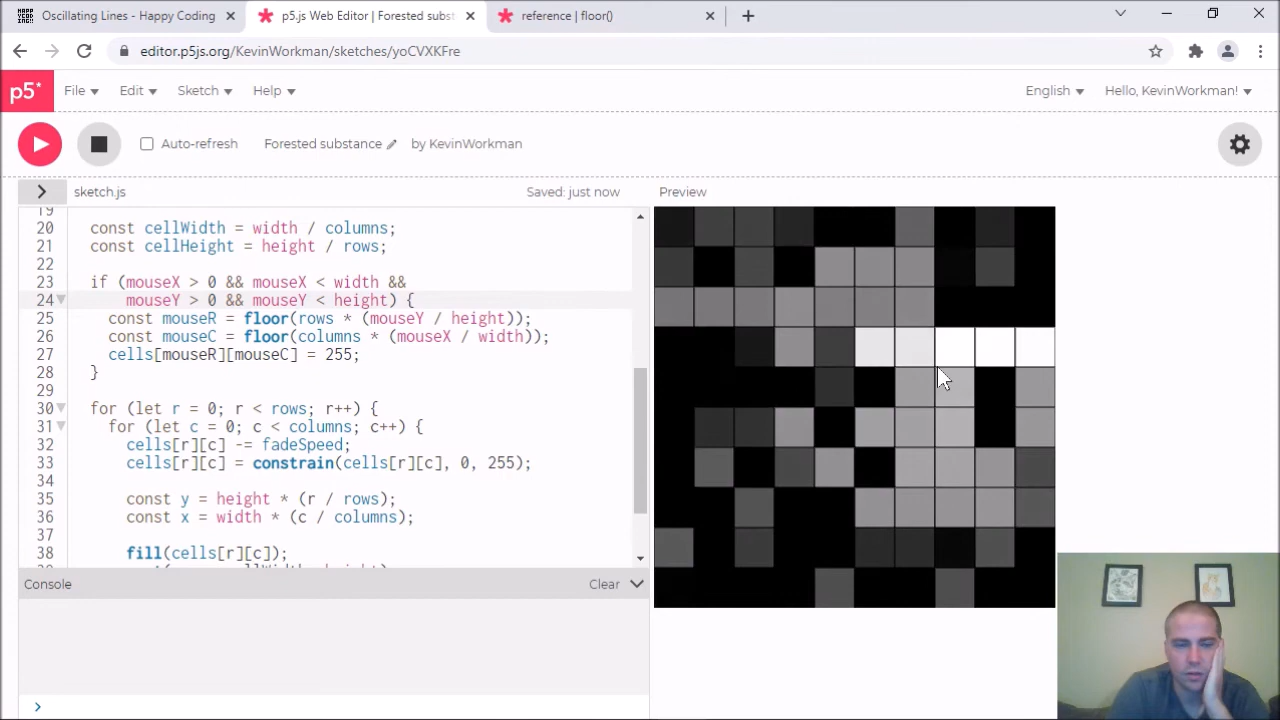 Oscillating Lines - Happy Coding
p5.js Web Editor | Forested subst
reference | floor()
editor.p5js.org/KevinWorkman/sketches/yoCVXKFre
p5*
File
Edit
Sketch
Help
English
Hello, KevinWorkman!
Auto-refresh
Forested substance
by KevinWorkman
sketch.js
Saved: just now
Preview
19
20 const cellWidth = width / columns;
21 const cellHeight = height / rows;
22
23 if (mouseX > 0 && mouseX < width &&
24 mouseY > 0 && mouseY < height) {
25 const mouseR = floor(rows * (mouseY / height));
26 const mouseC = floor(columns * (mouseX / width));
27 cells[mouseR][mouseC] = 255;
28 }
29
30 for (let r = 0; r < rows; r++) {
31 for (let c = 0; c < columns; c++) {
32 cells[r][c] -= fadeSpeed;
33 cells[r][c] = constrain(cells[r][c], 0, 255);
34
35 const y = height * (r / rows);
36 const x = width * (c / columns);
37
38 fill(cells[r][c]);
Console
Clear
>